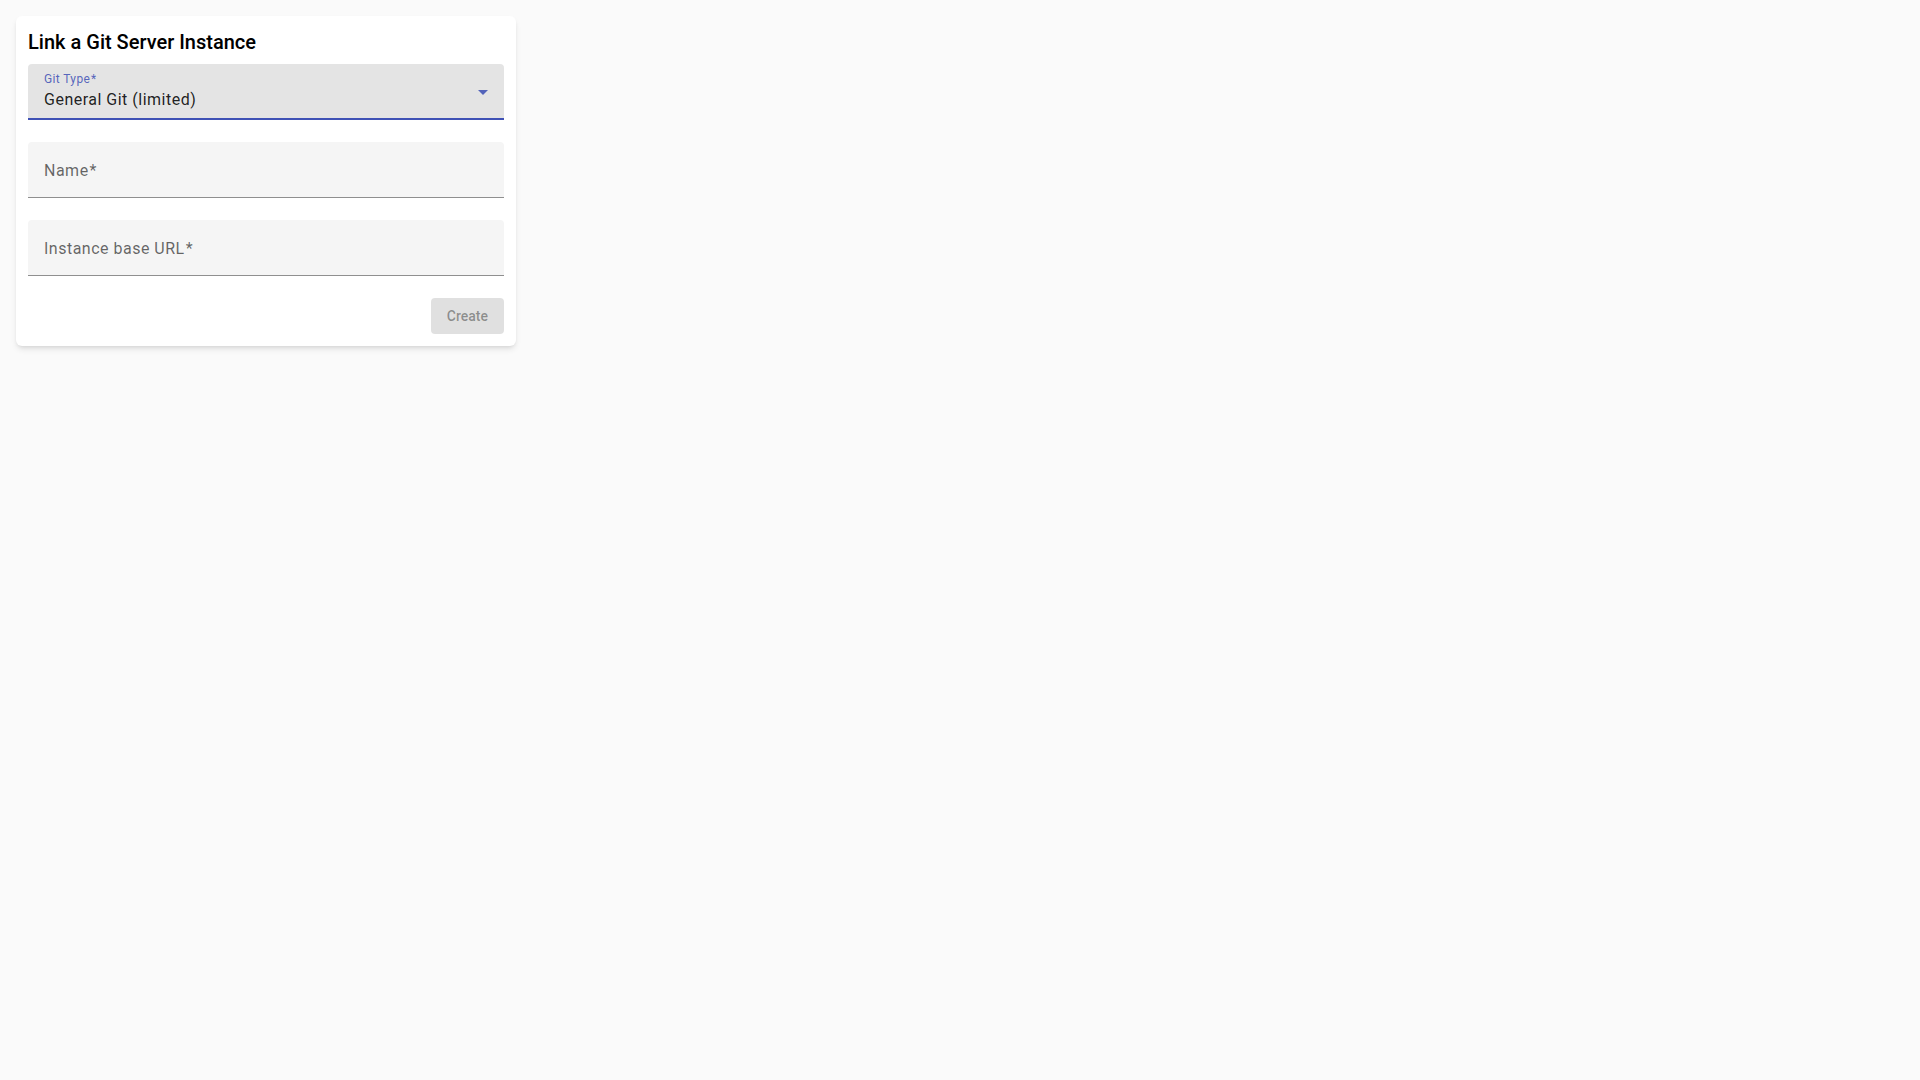 Link a Git Server Instance
Git Type*
General Git (limited)
Name*
Instance base URL*
Create